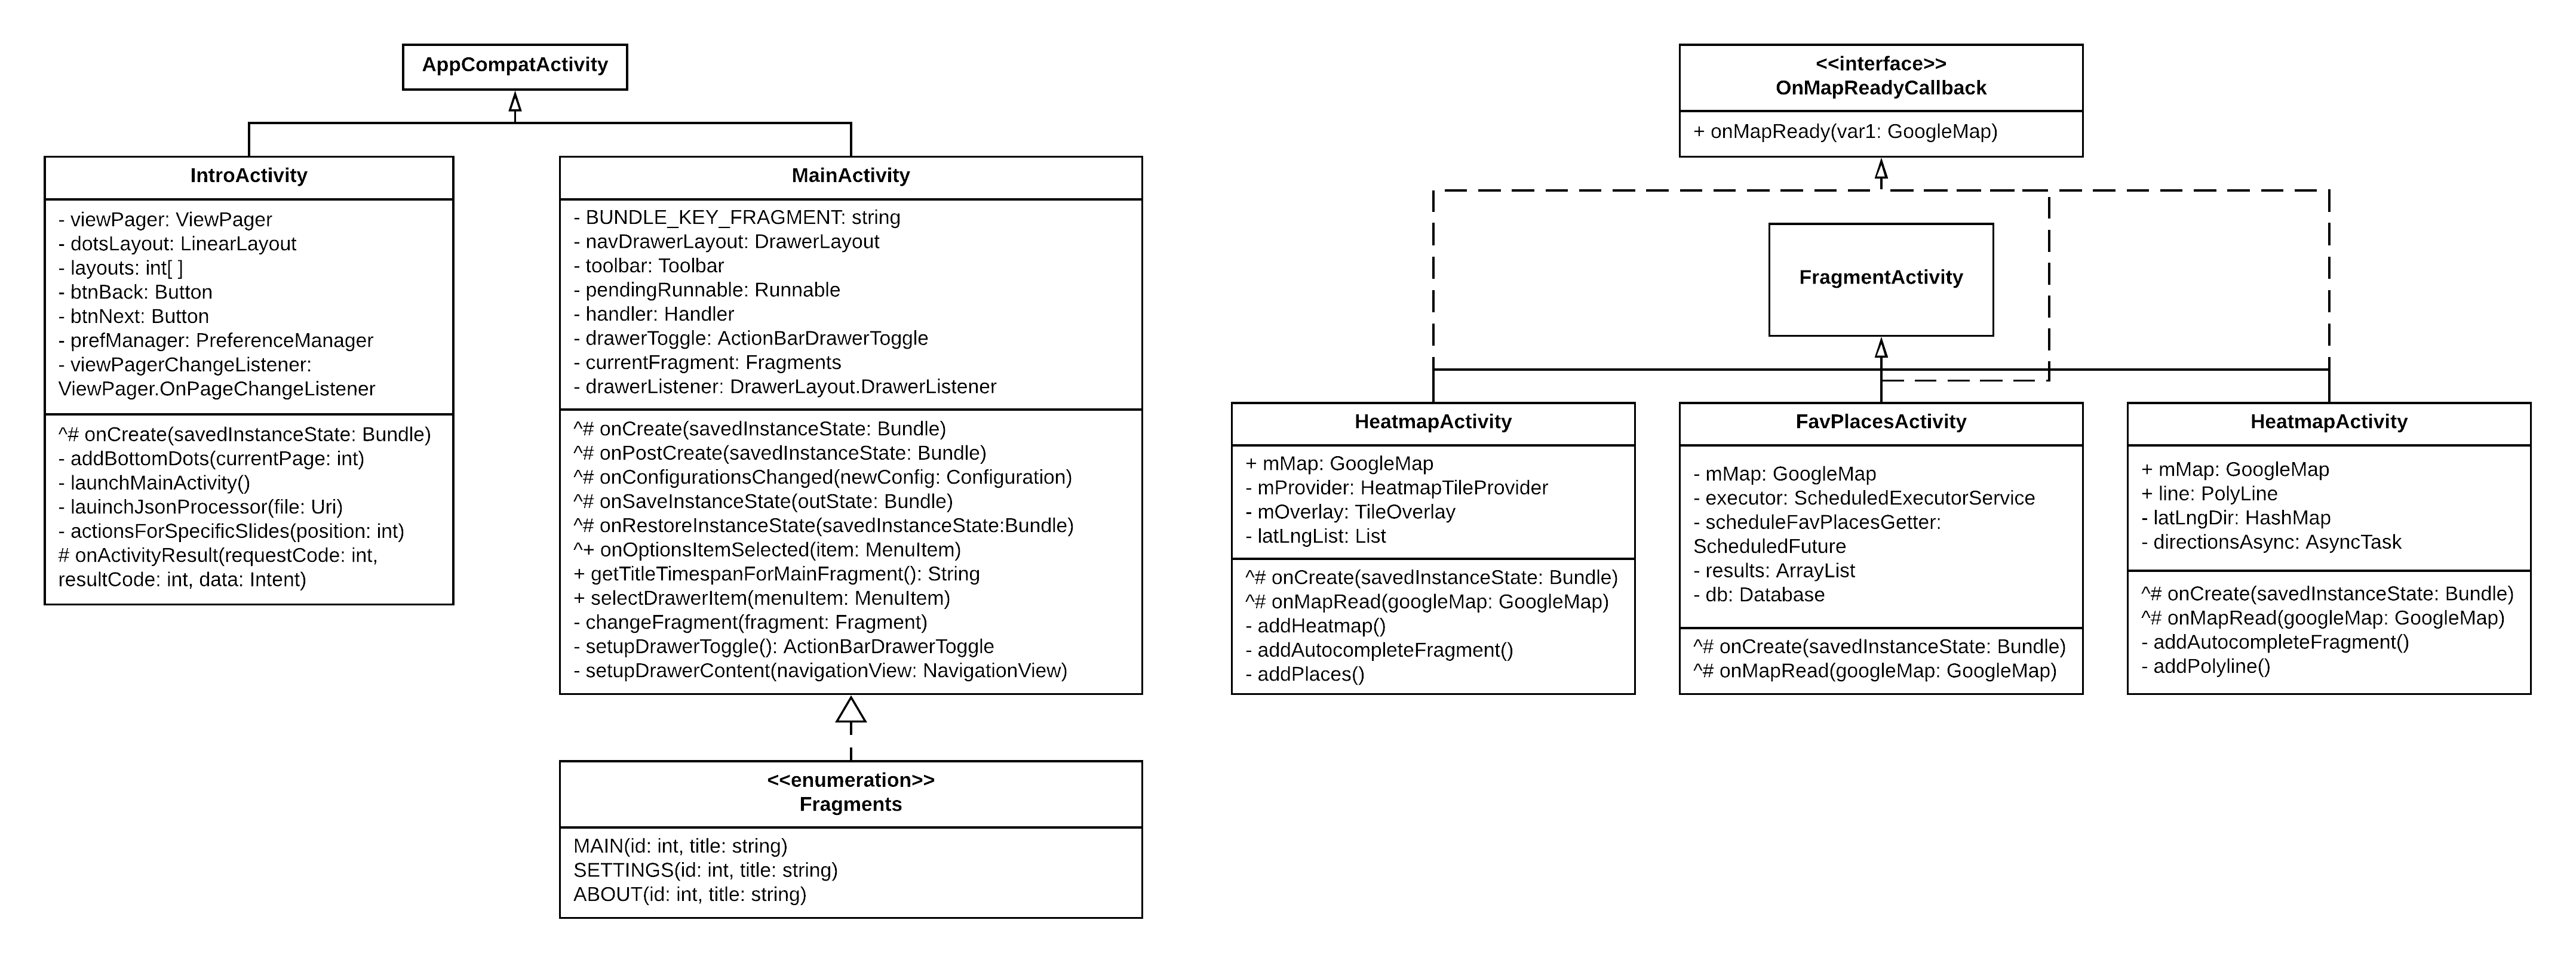 AppCompatActivity
IntroActivity
- viewPager: ViewPager
- dotsLayout: LinearLayout
- layouts: int[ ]
- btnBack: Button
- btnNext: Button
- prefManager: PreferenceManager
- viewPagerChangeListener:
ViewPager.OnPageChangeListener
^# onCreate(savedInstanceState: Bundle)
- addBottomDots(currentPage: int)
- launchMainActivity()
- lauinchJsonProcessor(file: Uri)
- actionsForSpecificSlides(position: int)
# onActivityResult(requestCode: int,
resultCode: int, data: Intent)
MainActivity
- BUNDLE_KEY_FRAGMENT: string
- navDrawerLayout: DrawerLayout
- toolbar: Toolbar
- pendingRunnable: Runnable
- handler: Handler
- drawerToggle: ActionBarDrawerToggle
- currentFragment: Fragments
- drawerListener: DrawerLayout.DrawerListener
^# onCreate(savedInstanceState: Bundle)
^# onPostCreate(savedInstanceState: Bundle)
^# onConfigurationsChanged(newConfig: Configuration)
^# onSaveInstanceState(outState: Bundle)
^# onRestoreInstanceState(savedInstanceState:Bundle)
^+ onOptionsItemSelected(item: MenuItem)
+ getTitleTimespanForMainFragment(): String
+ selectDrawerItem(menuItem: MenuItem)
- changeFragment(fragment: Fragment)
- setupDrawerToggle(): ActionBarDrawerToggle
- setupDrawerContent(navigationView: NavigationView)
<<enumeration>>
Fragments
MAIN(id: int, title: string)
SETTINGS(id: int, title: string)
ABOUT(id: int, title: string)
<<interface>>
OnMapReadyCallback
+ onMapReady(var1: GoogleMap)
FragmentActivity
HeatmapActivity
+ mMap: GoogleMap
- mProvider: HeatmapTileProvider
- mOverlay: TileOverlay
- latLngList: List
^# onCreate(savedInstanceState: Bundle)
^# onMapRead(googleMap: GoogleMap)
- addHeatmap()
- addAutocompleteFragment()
- addPlaces()
FavPlacesActivity
- mMap: GoogleMap
- executor: ScheduledExecutorService
- scheduleFavPlacesGetter:
ScheduledFuture
- results: ArrayList
- db: Database
^# onCreate(savedInstanceState: Bundle)
^# onMapRead(googleMap: GoogleMap)
HeatmapActivity
+ mMap: GoogleMap
+ line: PolyLine
- latLngDir: HashMap
- directionsAsync: AsyncTask
^# onCreate(savedInstanceState: Bundle)
^# onMapRead(googleMap: GoogleMap)
- addAutocompleteFragment()
- addPolyline()